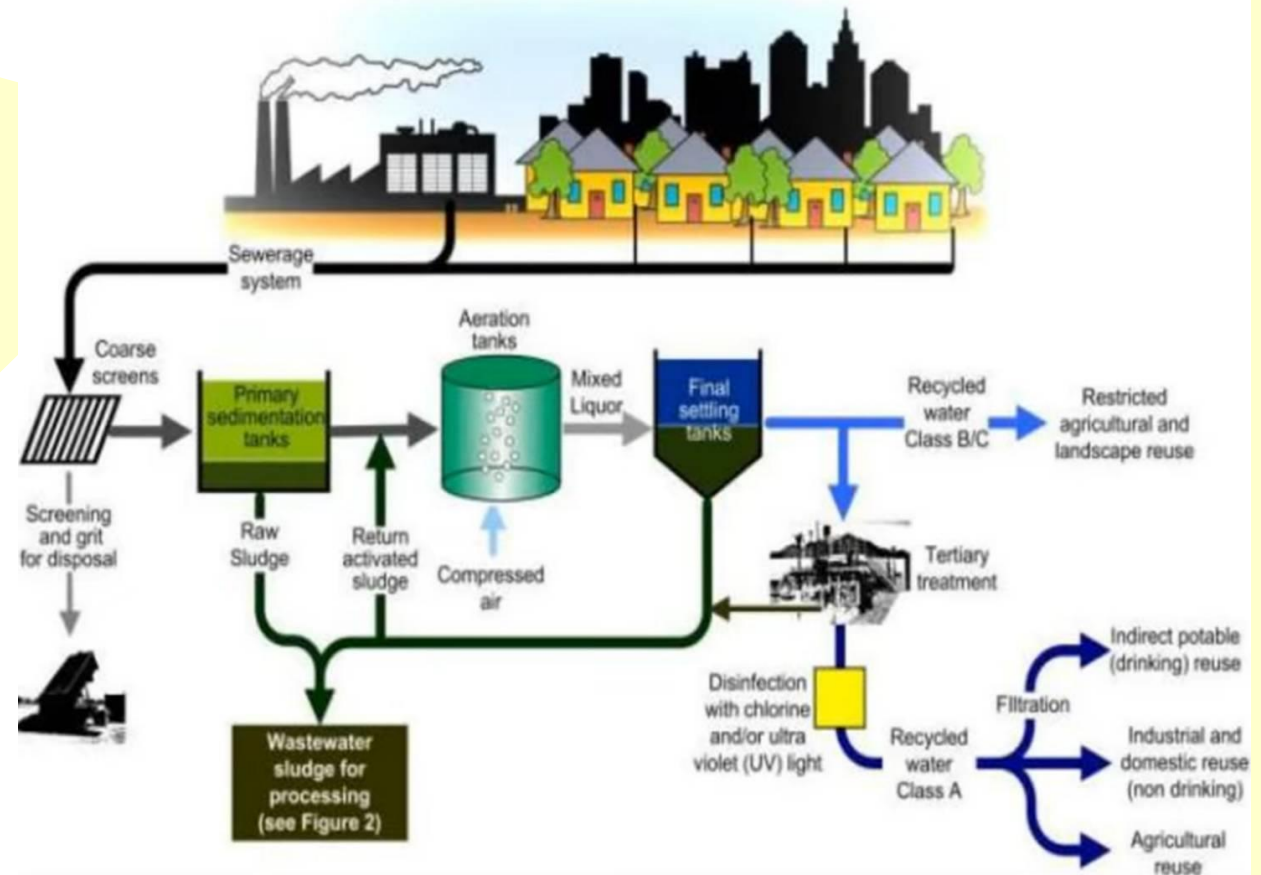 Sewerage
system
Coarse
screens
Aeration
tanks
Primary
sedimentation
tanks
Mixed
Liquor
Final
settling
tanks
Recycled
water
Class B/C
Restricted
agricultural and
landscape reuse
Screening
and grit
for disposal
Raw
Sludge
Return
activated
sludge
Compressed
air
Tertiary
treatment
Wastewater
sludge for
processing
(see Figure 2)
Disinfection
with chlorine
and/or ultra
violet (UV) light
Recycled
water
Class A
FIltration
Indirect potable
(drinking) reuse
Industrial and
domestic reuse
(non drinking)
Agricultural
reuse